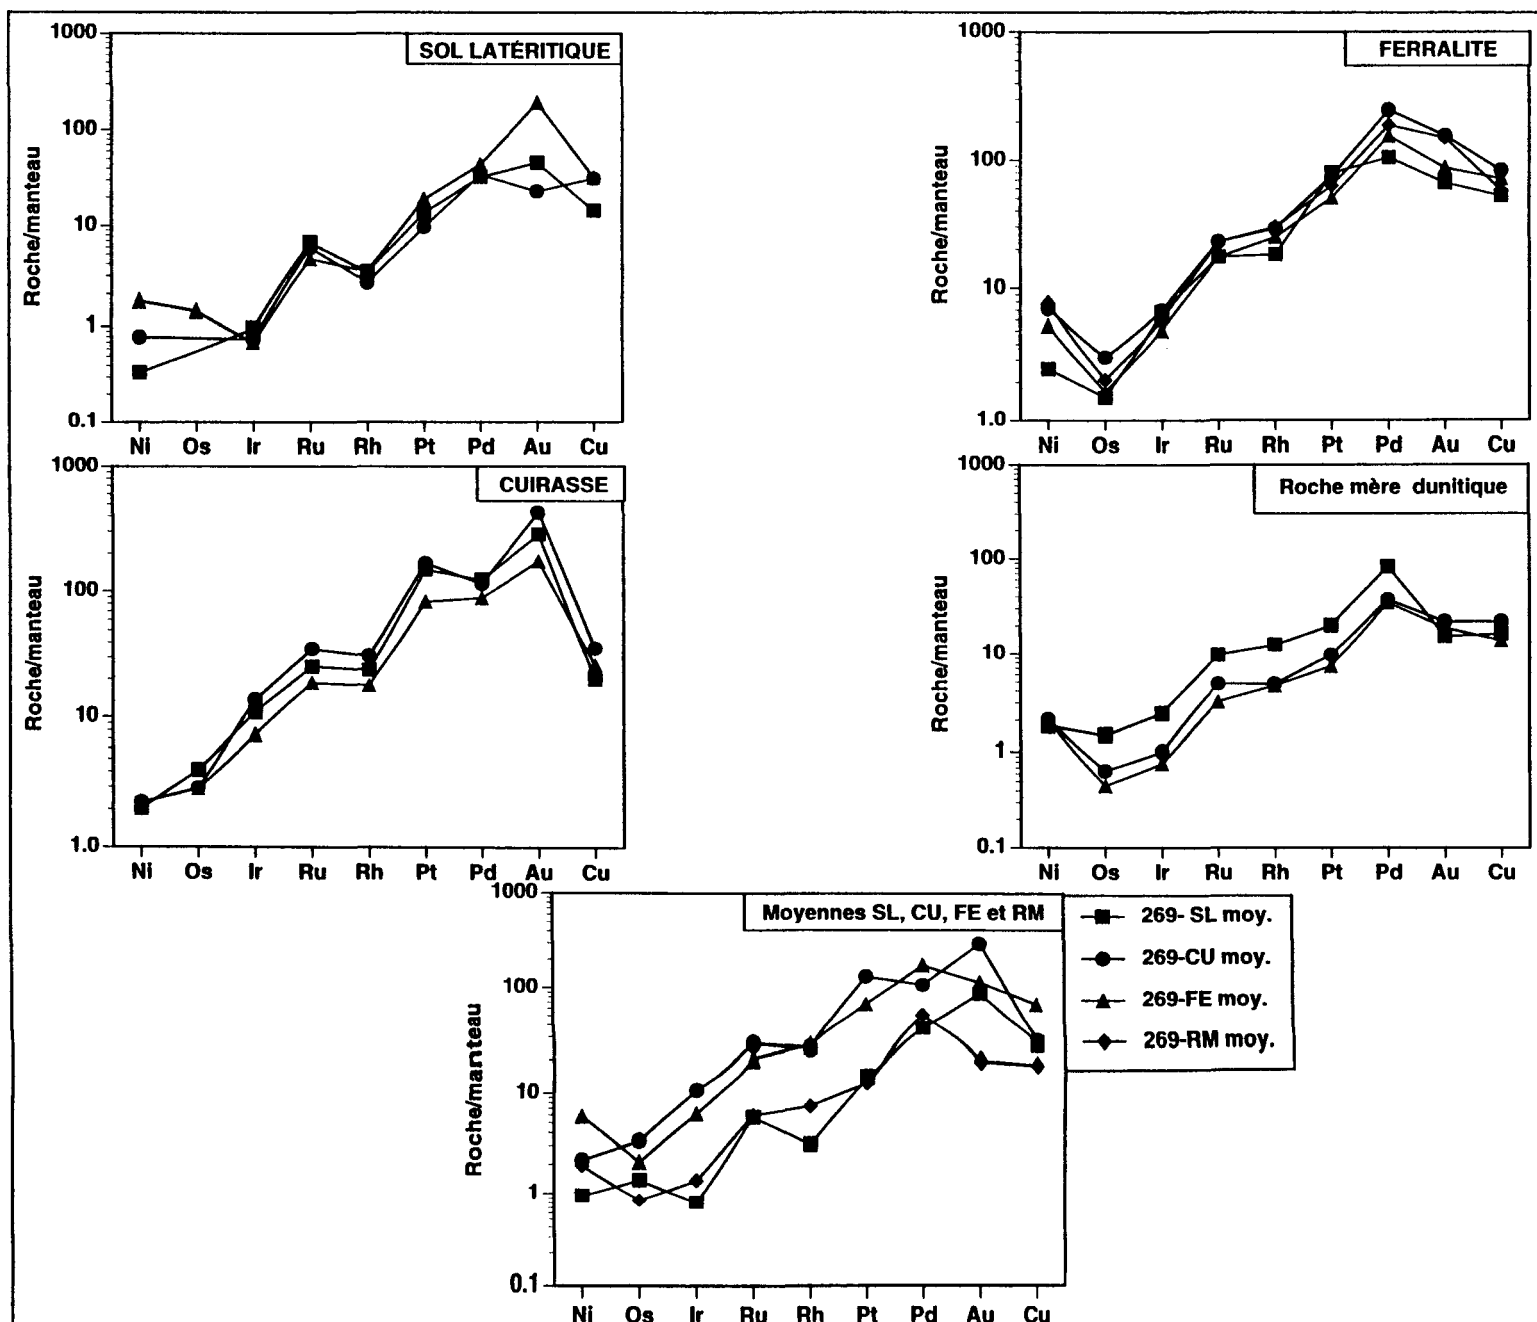 SOL LATÉRITIQUE
Roche/manteau
1000
100
10
1
0.1
Ni Os Ir Ru Rh Pt Pd Au Cu
FERRALITE
Roche/manteau
1000
100
10
1.0
Ni Os Ir Ru Rh Pt Pd Au Cu
CUIRASSE
Roche/manteau
1000
100
10
1.0
Ni Os Ir Ru Rh Pt Pd Au Cu
Roche mère dunitique
Roche/manteau
1000
100
10
1
0.1
Ni Os Ir Ru Rh Pt Pd Au Cu
Moyennes SL, CU, FE et RM
Roche/manteau
1000
100
10
1
0.1
Ni Os Ir Ru Rh Pt Pd Au Cu
269- SL moy.
269-CU moy.
269-FE moy.
269-RM moy.